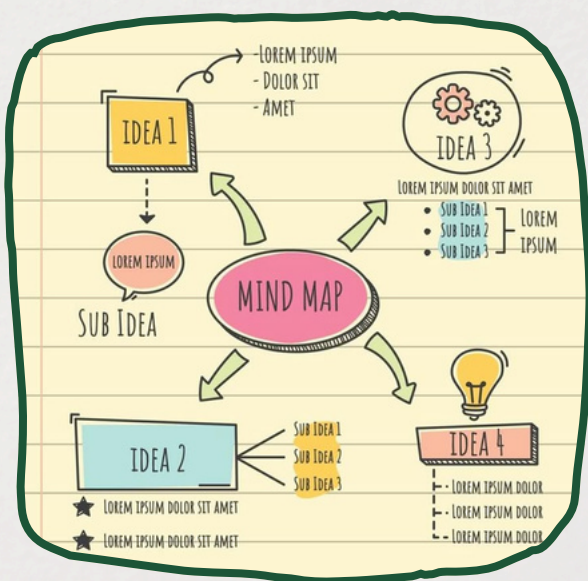 -Lorem ipsum
- Dolor sit
- Amet
Idea 1
Lorem ipsum
Sub Idea
Idea 3
Lorem ipsum dolor sit amet
Sub Idea 1
Sub Idea 2
Sub Idea 3
Lorem
ipsum
Mind Map
Idea 2
Sub Idea 1
Sub Idea 2
Sub Idea 3
Lorem ipsum dolor sit amet
Lorem ipsum dolor sit amet
Idea 4
- Lorem ipsum dolor
- Lorem ipsum dolor
- Lorem ipsum dolor